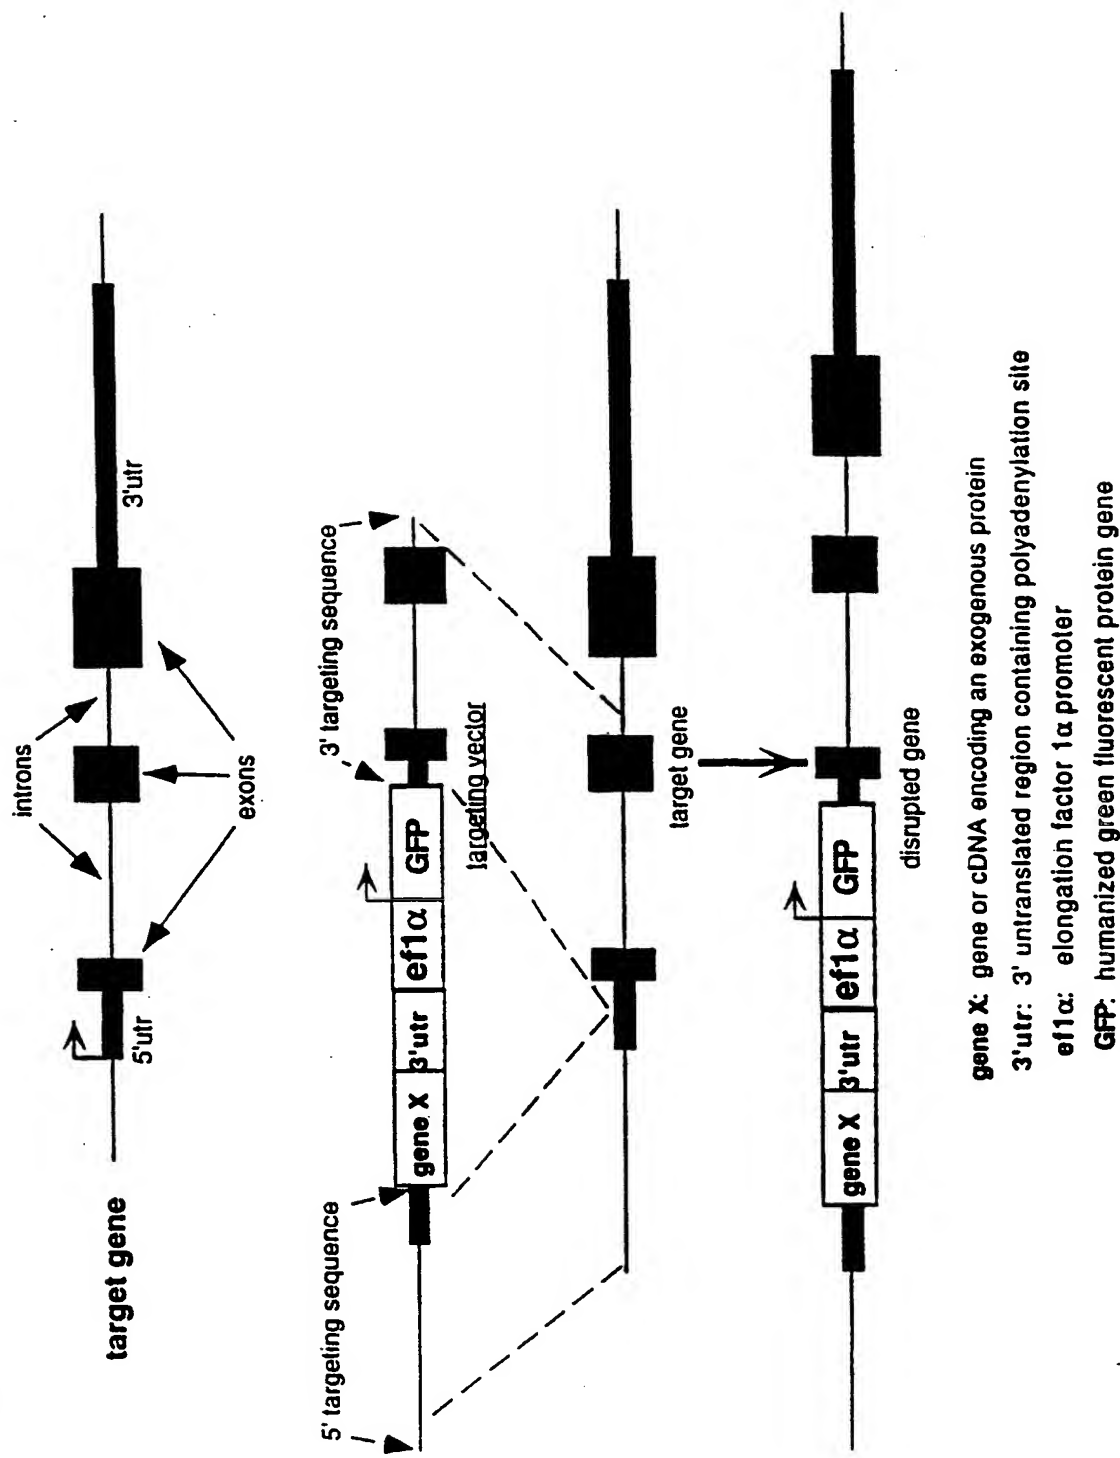 target gene
introns
5'utr
exons
3'utr
5' targeting sequence
3' targeting sequence
gene X 3'utr ef1α GFP
targeting vector
target gene
gene X 3'utr ef1α GFP
disrupted gene
gene X: gene or cDNA encoding an exogenous protein
3'utr: 3' untranslated region containing polyadenylation site
ef1α: elongation factor 1α promoter
GFP: humanized green fluorescent protein gene